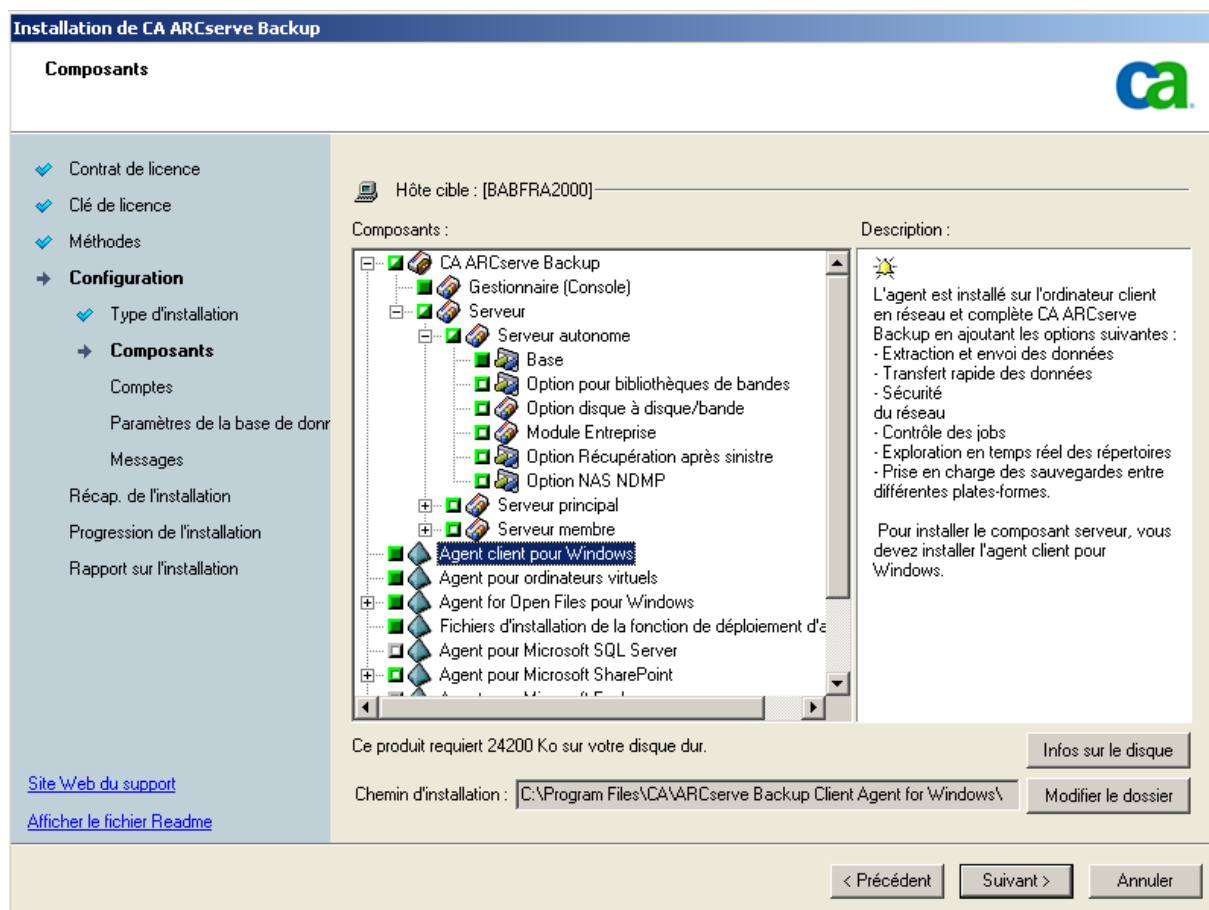 Installation de CA ARCserve Backup
Composants
ca
Contrat de licence
Clé de licence
Méthodes
Configuration
Type d'installation
Composants
Comptes
Paramètres de la base de donr
Messages
Récap. de l'installation
Progression de l'installation
Rapport sur l'installation
Site Web du support
Afficher le fichier Readme
Hôte cible : [BABFRA2000]
Composants :
CA ARCserve Backup
Gestionnaire (Console)
Serveur
Serveur autonome
Base
Option pour bibliothèques de bandes
Option disque à disque/bande
Module Entreprise
Option Récupération après sinistre
Option NAS NDMP
Serveur principal
Serveur membre
Agent client pour Windows
Agent pour ordinateurs virtuels
Agent for Open Files pour Windows
Fichiers d'installation de la fonction de déploiement d'a
Agent pour Microsoft SQL Server
Agent pour Microsoft SharePoint
Description :
L'agent est installé sur l'ordinateur client
en réseau et complète CA ARCserve
Backup en ajoutant les options suivantes :
- Extraction et envoi des données
- Transfert rapide des données
- Sécurité
du réseau
- Contrôle des jobs
- Exploration en temps réel des répertoires
- Prise en charge des sauvegardes entre
différentes plates-formes.
Pour installer le composant serveur, vous
devez installer l'agent client pour
Windows.
Ce produit requiert 24200 Ko sur votre disque dur.
Infos sur le disque
Chemin d'installation : C:\Program Files\CA\ARCserve Backup Client Agent for Windows\
Modifier le dossier
< Précédent
Suivant >
Annuler